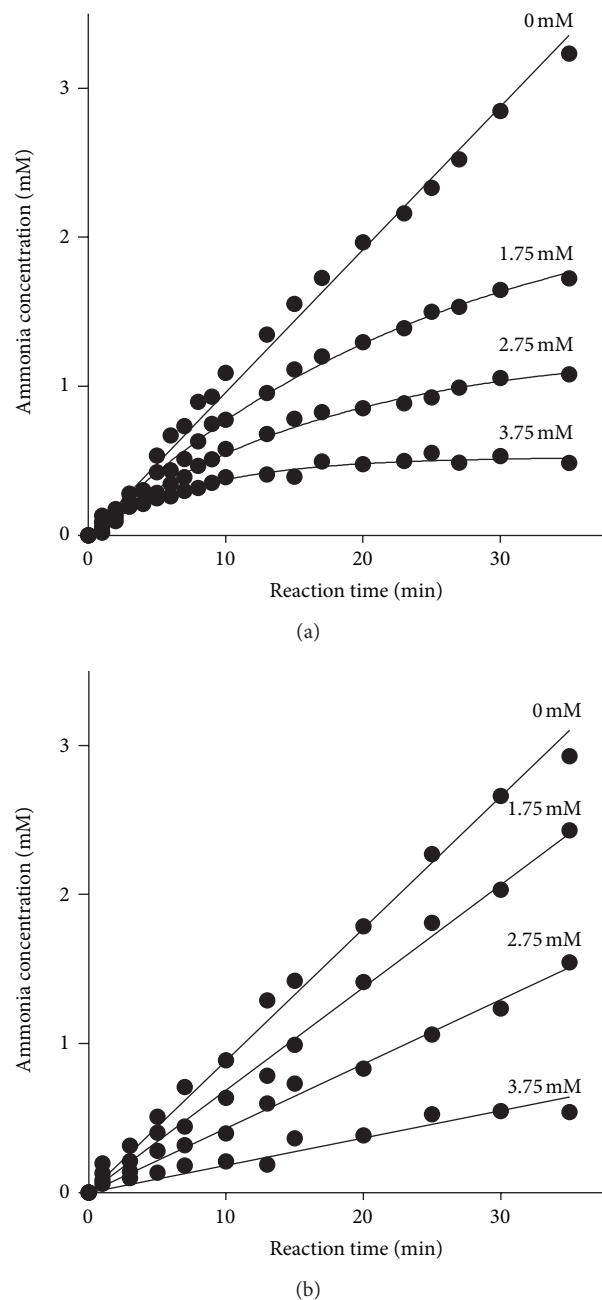 0 mM
3
2
1
0
1.75 mM
2.75 mM
3.75 mM
Ammonia concentration (mM)
0
10
20
30
Reaction time (min)
(a)
0 mM
3
2
1
0
1.75 mM
2.75 mM
3.75 mM
Ammonia concentration (mM)
0
10
20
30
Reaction time (min)
(b)